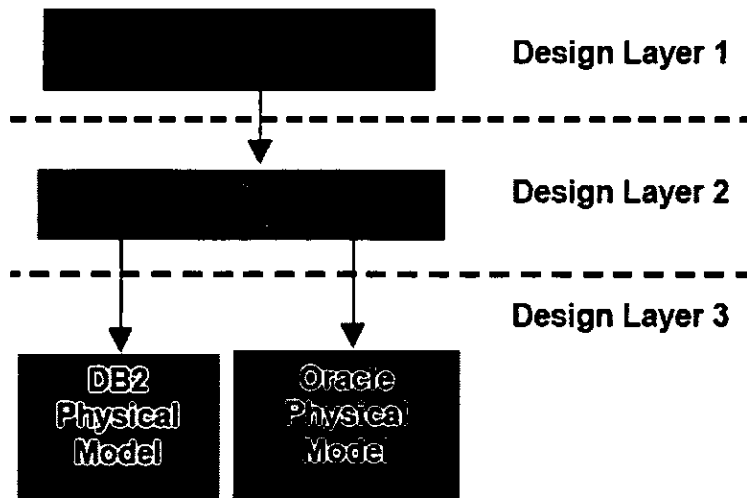 Design Layer 1
Design Layer 2
Design Layer 3
DB2
Physical
Model
Oracle
Physical
Model